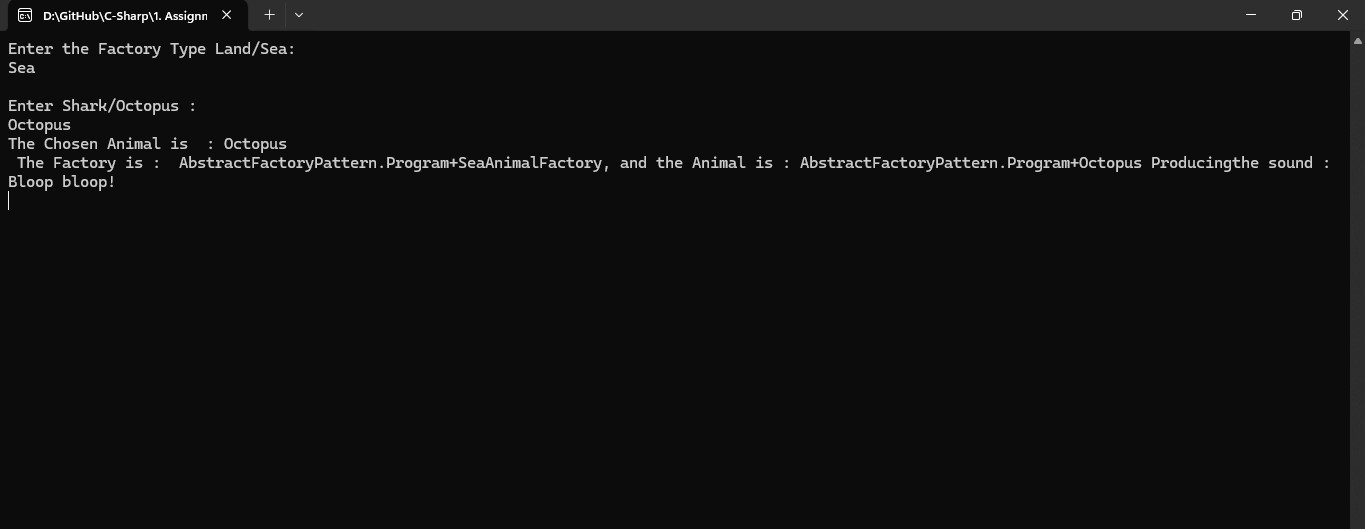 D:\GitHub\C-Sharp\1. Assignn
Enter the Factory Type Land/Sea:
Sea
Enter Shark/Octopus :
Octopus
The Chosen Animal is  : Octopus
 The Factory is :  AbstractFactoryPattern.Program+SeaAnimalFactory, and the Animal is : AbstractFactoryPattern.Program+Octopus Producingthe sound :
Bloop bloop!